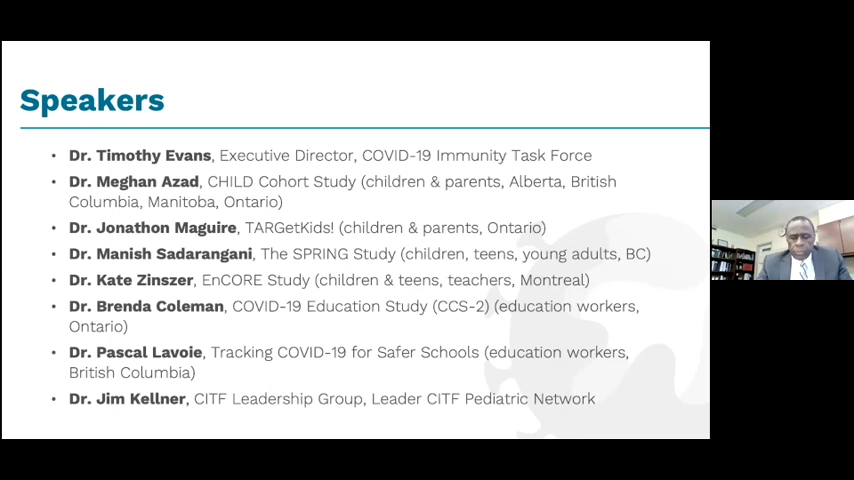 Speakers
• Dr. Timothy Evans, Executive Director, COVID-19 Immunity Task Force
• Dr. Meghan Azad, CHILD Cohort Study (children & parents, Alberta, British
Columbia, Manitoba, Ontario)
• Dr. Jonathon Maguire, TARGetKids! (children & parents, Ontario)
• Dr. Manish Sadarangani, The SPRING Study (children, teens, young adults, BC)
• Dr. Kate Zinszer, EnCORE Study (children & teens, teachers, Montreal)
• Dr. Brenda Coleman, COVID-19 Education Study (CCS-2) (education workers,
Ontario)
• Dr. Pascal Lavoie, Tracking COVID-19 for Safer Schools (education workers,
British Columbia)
• Dr. Jim Kellner, CITF Leadership Group, Leader CITF Pediatric Network